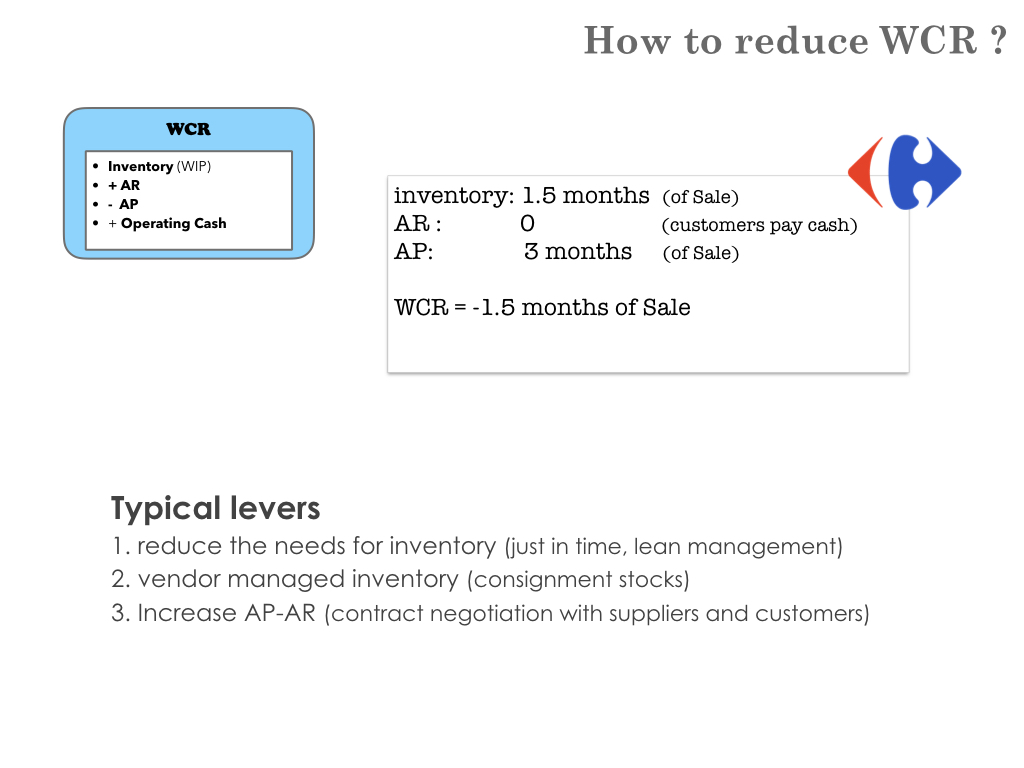 How to reduce WCR ?
WCR
• Inventory (WIP)
• + AR
• - AP
• + Operating Cash
inventory: 1.5 months (of Sale)
AR : 0 (customers pay cash)
AP: 3 months (of Sale)
WCR = -1.5 months of Sale
Typical levers
1. reduce the needs for inventory (just in time, lean management)
2. vendor managed inventory (consignment stocks)
3. Increase AP-AR (contract negotiation with suppliers and customers)